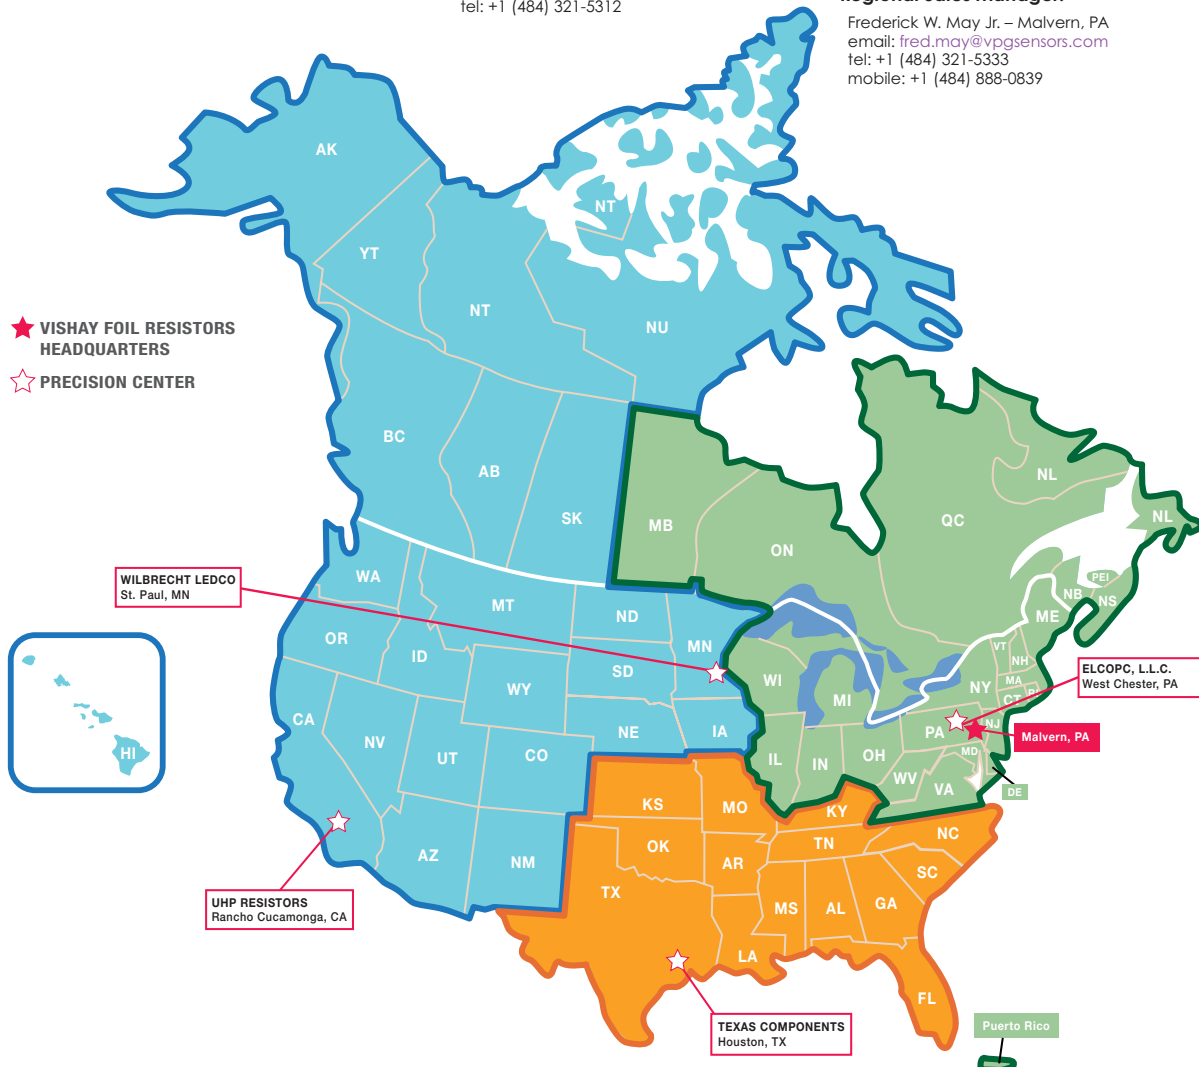 tel: +1 (484) 321-5312
Regional Sales Manager:
Frederick W. May Jr. – Malvern, PA
email: fred.may@vpgsensors.com
tel: +1 (484) 321-5333
mobile: +1 (484) 888-0839
AK
NT
YT
NT
NU
VISHAY FOIL RESISTORS
HEADQUARTERS
PRECISION CENTER
BC
AB
SK
MB
ON
QC
NL
NL
PEI
NB
NS
ME
WILBRECHT LEDCO
St. Paul, MN
WA
MT
ND
MN
OR
ID
SD
WY
WI
MI
VT
NH
MA
NY
CT
RI
ELCOPC, L.L.C.
West Chester, PA
CA
NV
UT
CO
NE
IA
IL
IN
OH
PA
NJ
Malvern, PA
MD
WV
VA
DE
HI
AZ
NM
KS
MO
KY
OK
TN
NC
AR
SC
TX
MS
AL
GA
LA
FL
UHP RESISTORS
Rancho Cucamonga, CA
TEXAS COMPONENTS
Houston, TX
Puerto Rico